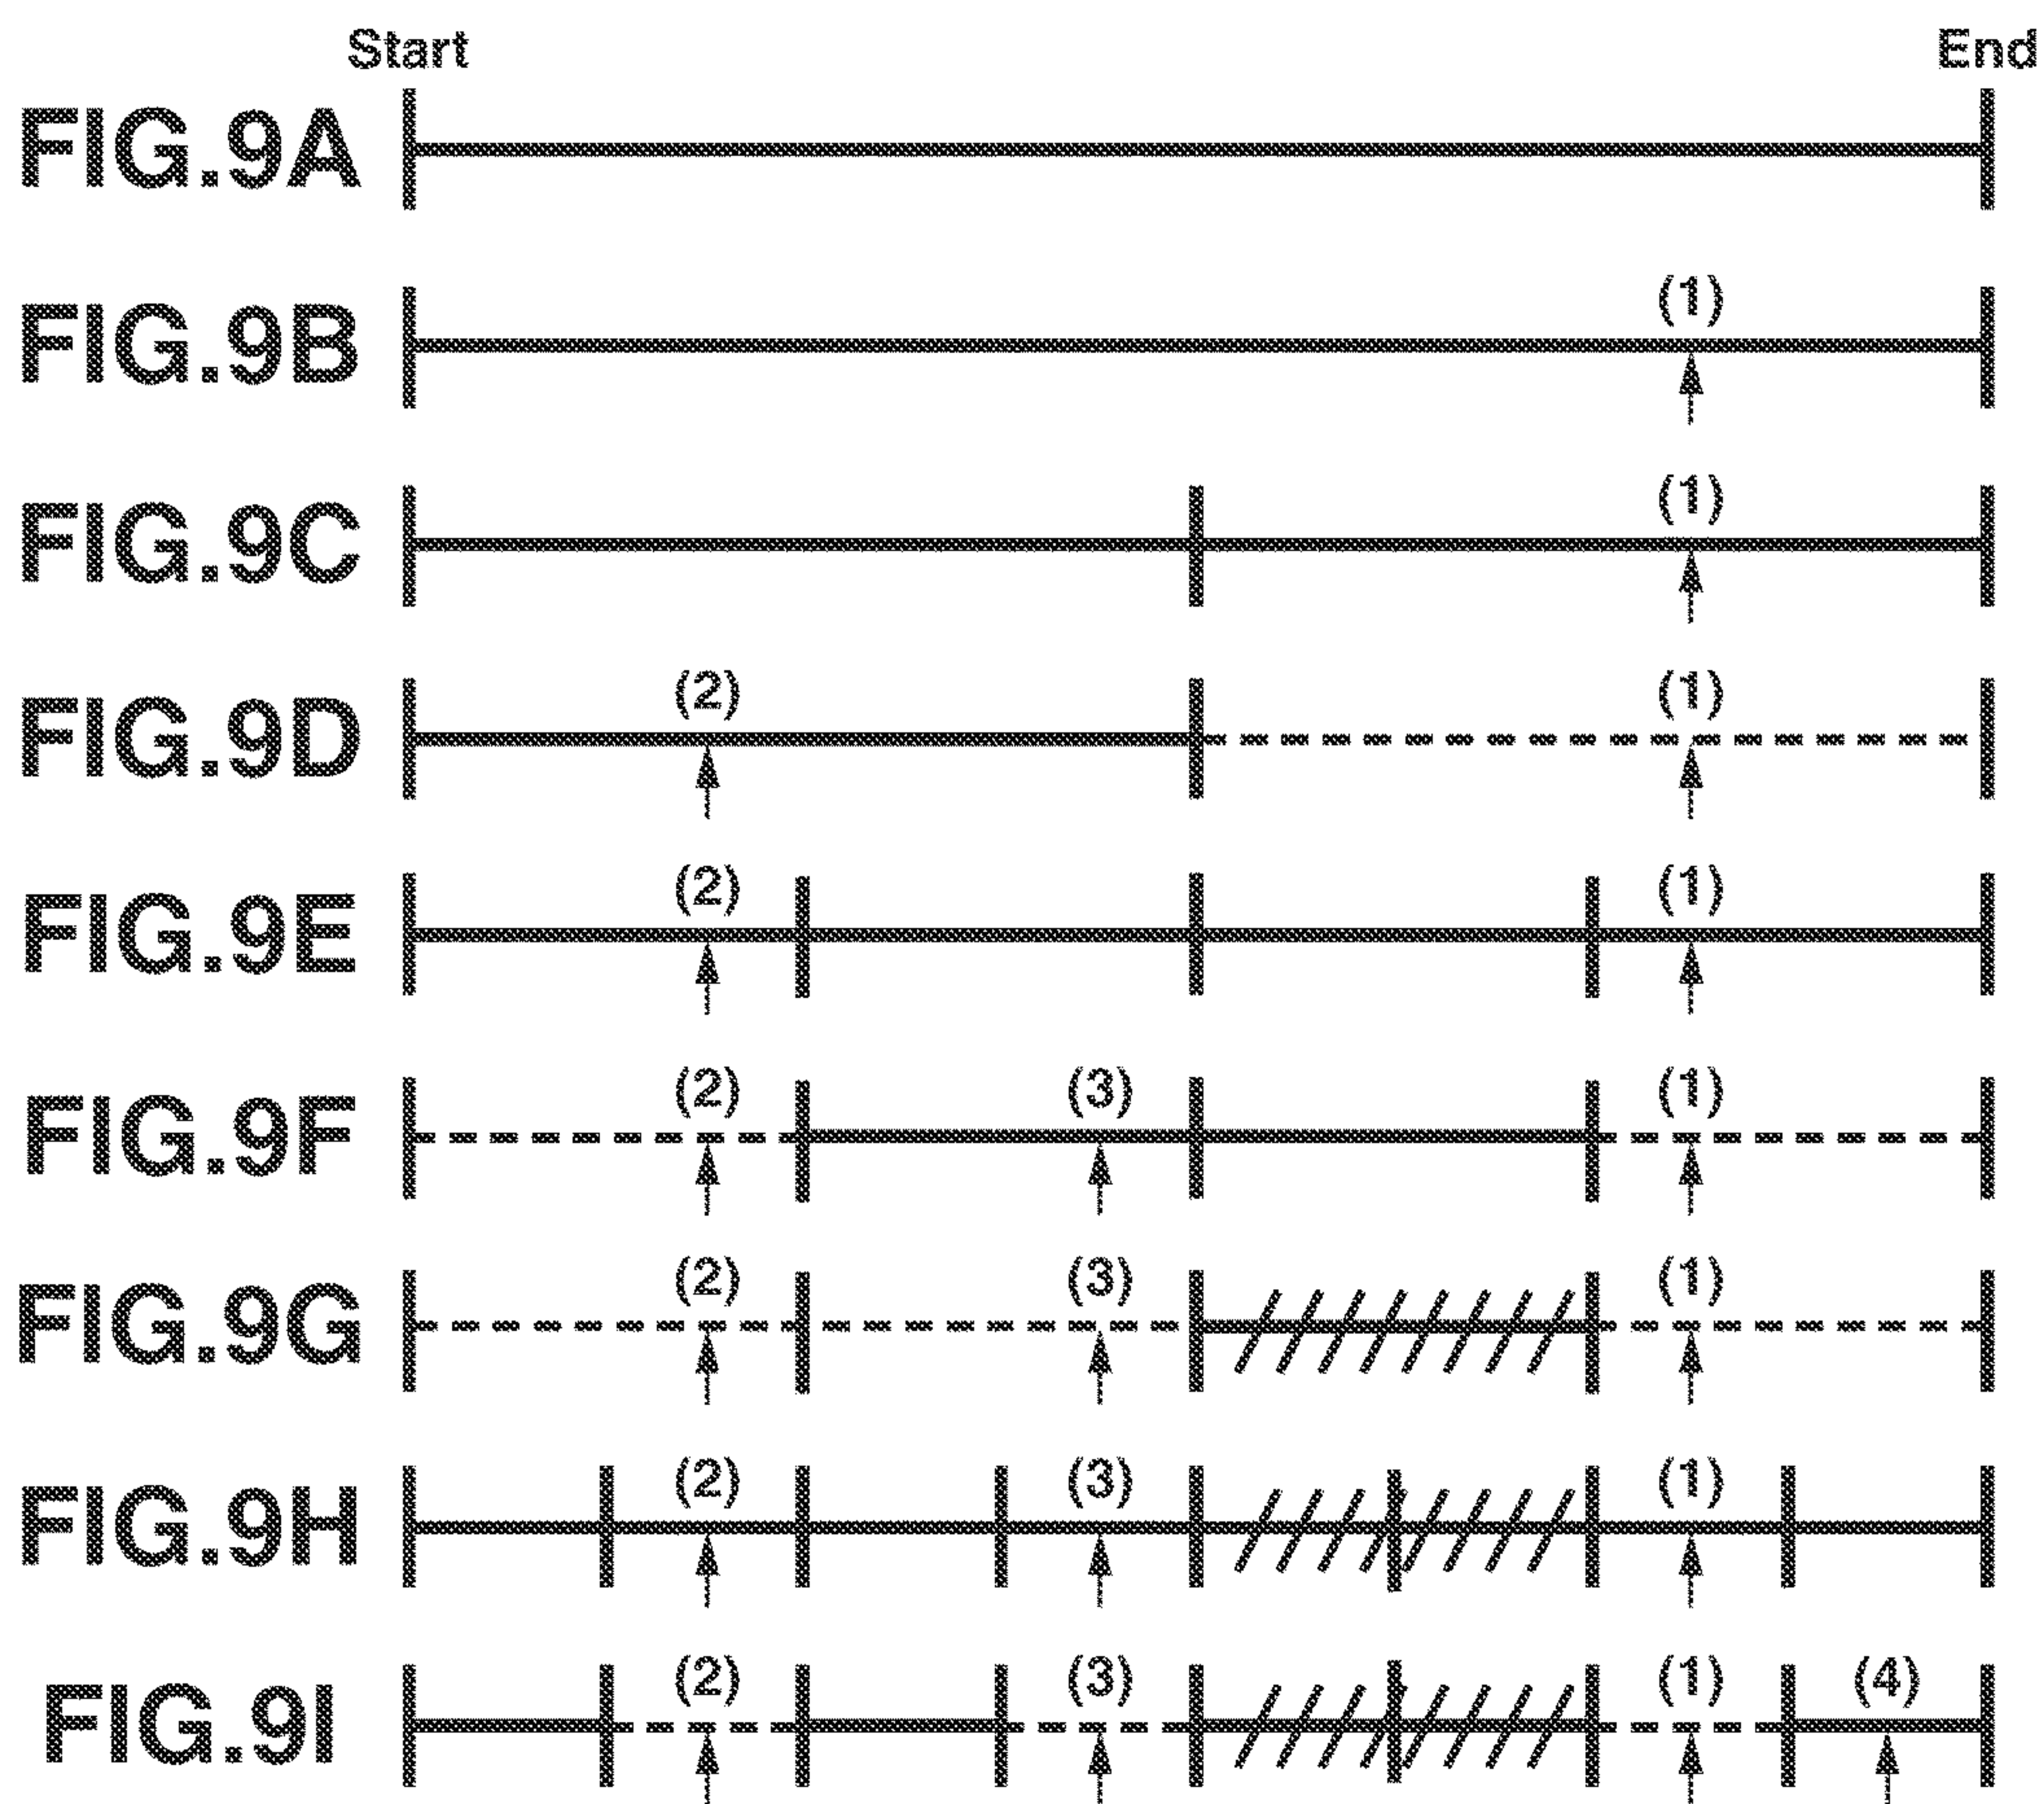 Start End
FIG.9A
FIG.9B (1)
FIG.9C (1)
FIG.9D (2) (1)
FIG.9E (2) (1)
FIG.9F (2) (3) (1)
FIG.9G (2) (3) (1)
FIG.9H (2) (3) (1)
FIG.9I (2) (3) (1) (4)